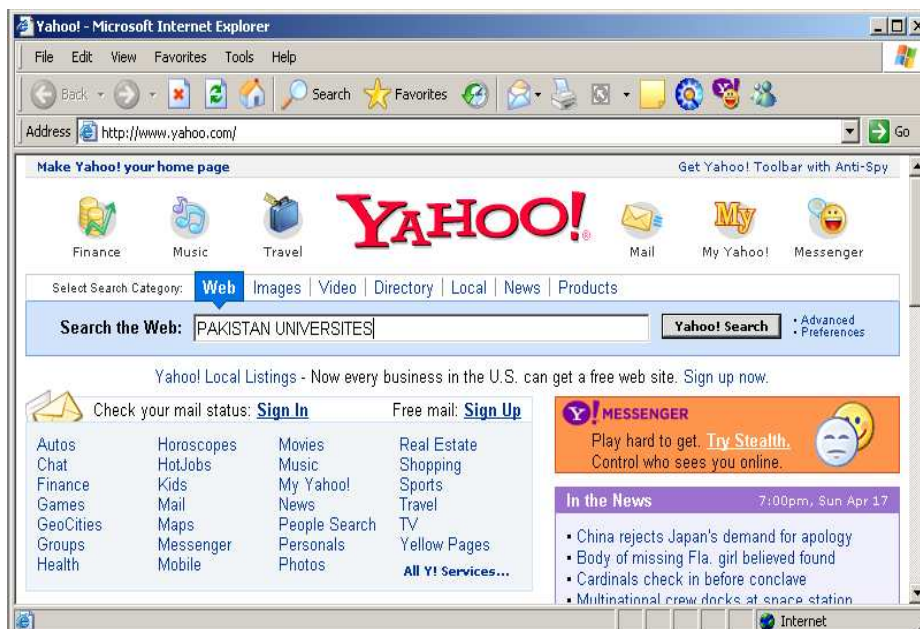 Yahoo! - Microsoft Internet Explorer
File Edit View Favorites Tools Help
Back Search Favorites
Address http://www.yahoo.com/ Go
Make Yahoo! your home page Get Yahoo! Toolbar with Anti-Spy
YAHOO!®
Finance Music Travel Mail My Yahoo! Messenger
Select Search Category: Web Images | Video | Directory | Local | News | Products
Search the Web: PAKISTAN UNIVERSITES Yahoo! Search • Advanced
• Preferences
Yahoo! Local Listings - Now every business in the U.S. can get a free web site. Sign up now.
Check your mail status: Sign In Free mail: Sign Up
Autos Horoscopes Movies Real Estate
Chat HotJobs Music Shopping
Finance Kids My Yahoo! Sports
Games Mail News Travel
GeoCities Maps People Search TV
Groups Messenger Personals Yellow Pages
Health Mobile Photos All Y! Services...
Y! MESSENGER
Play hard to get. Try Stealth.
Control who sees you online.
In the News 7:00pm, Sun Apr 17
• China rejects Japan's demand for apology
• Body of missing Fla. girl believed found
• Cardinals check in before conclave
• Multinational crew docks at space station
Internet